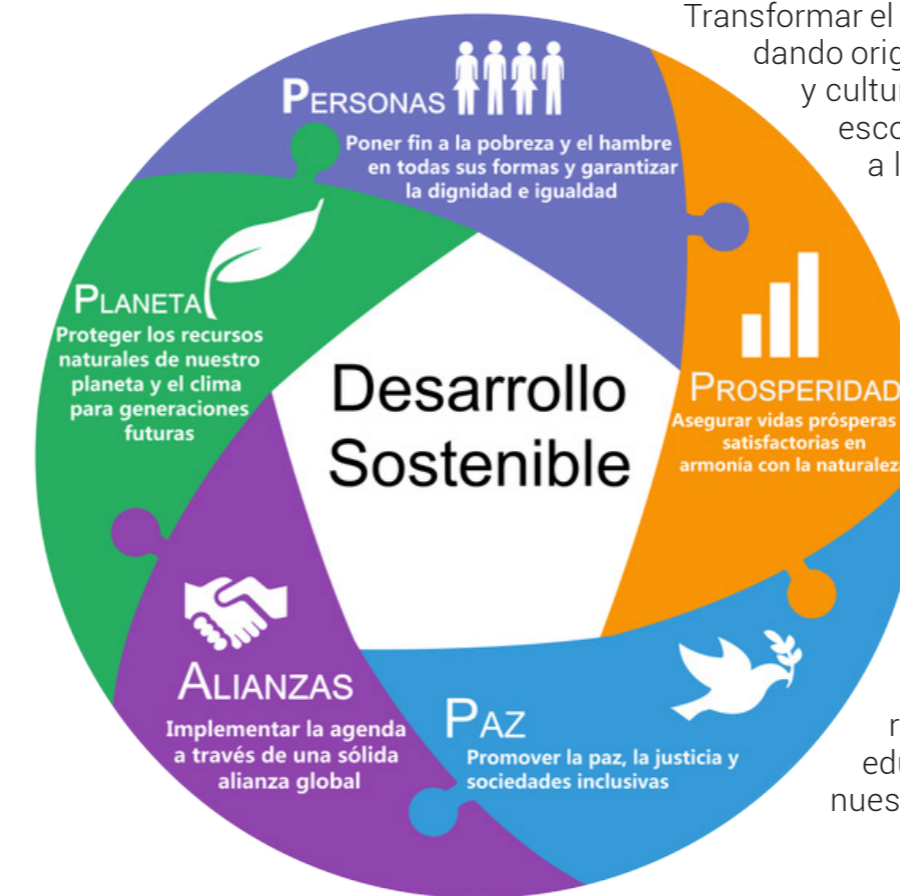 Transformar el
dando orig
y cultur
esco
a l
PERSONAS
Poner fin a la pobreza y el hambre
en todas sus formas y garantizar
la dignidad e igualdad
PLANETA
Proteger los recursos
naturales de nuestro
planeta y el clima
para generaciones
futuras
Desarrollo
Sostenible
PROSPERIDAD
Asegurar vidas prósperas
satisfactorias en
armonía con la naturaleza
ALIANZAS
Implementar la agenda
a través de una sólida
alianza global
PAZ
Promover la paz, la justicia y
sociedades inclusivas
r
edu
nues